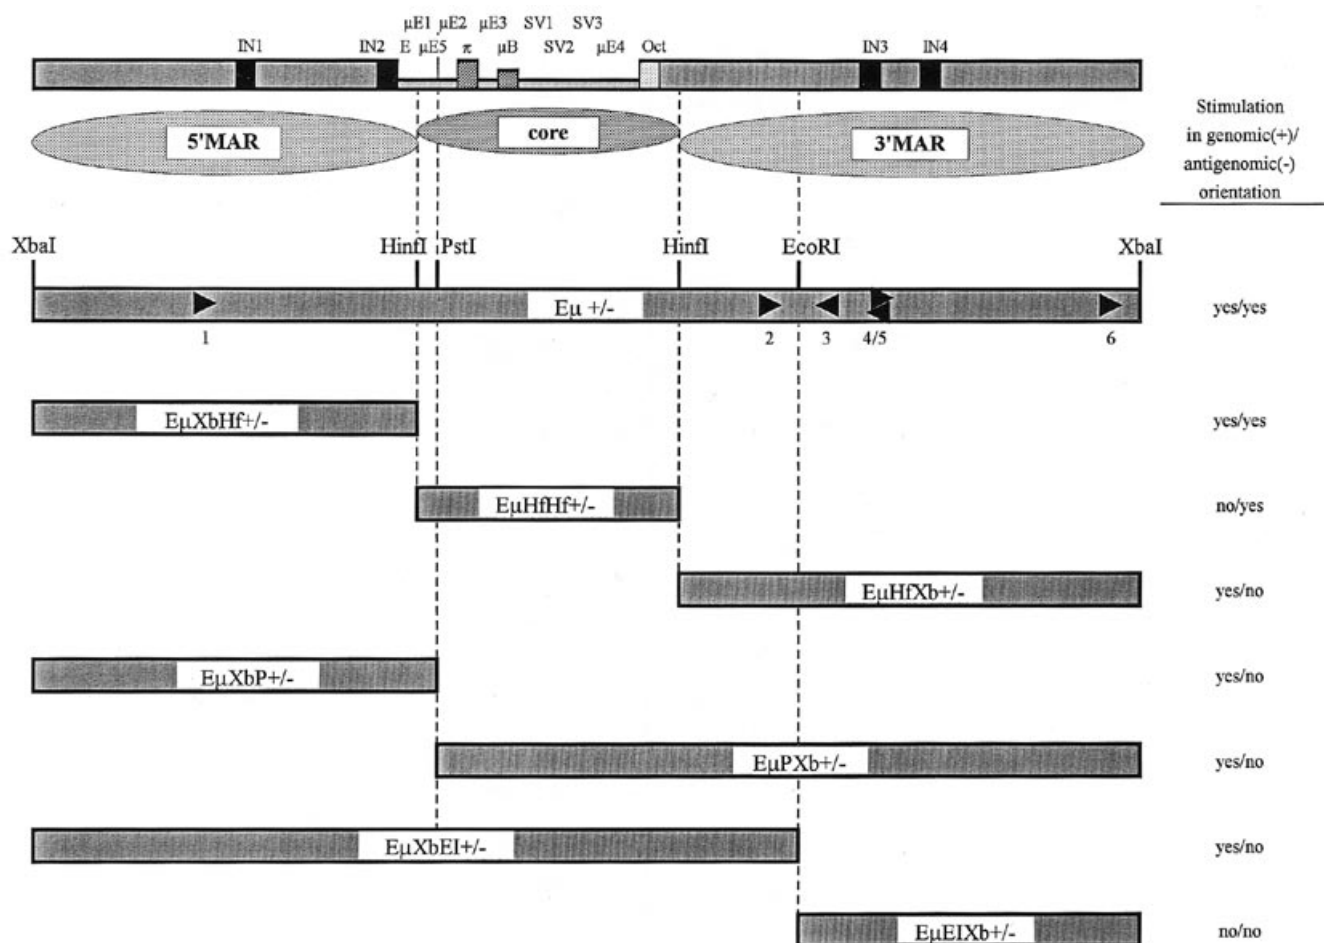 μE1 μE2 μE3 SV1 SV3
IN1 IN2 E μE5 π μB SV2 μE4 Oct IN3 IN4
5'MAR core 3'MAR
Stimulation
in genomic(+)/
antigenomic(-)
orientation
XbaI HinfI PstI HinfI EcoRI XbaI
Eμ +/- yes/yes
1 2 3 4/5 6
EμXbHf+/- yes/yes
EμHfHf+/- no/yes
EμHfXb+/- yes/no
EμXbP+/- yes/no
EμPXb+/- yes/no
EμXbEI+/- yes/no
EμEIXb+/- no/no